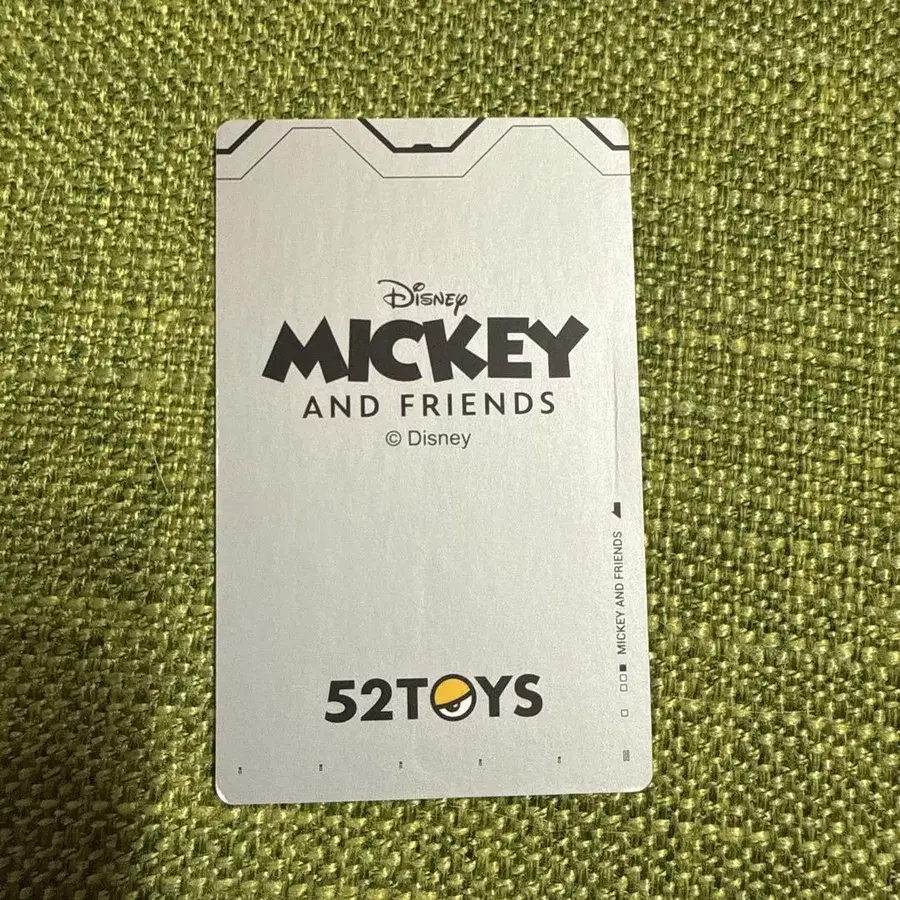 Disney
MICKEY
AND FRIENDS
© Disney
MICKEY AND FRIENDS
52TOYS